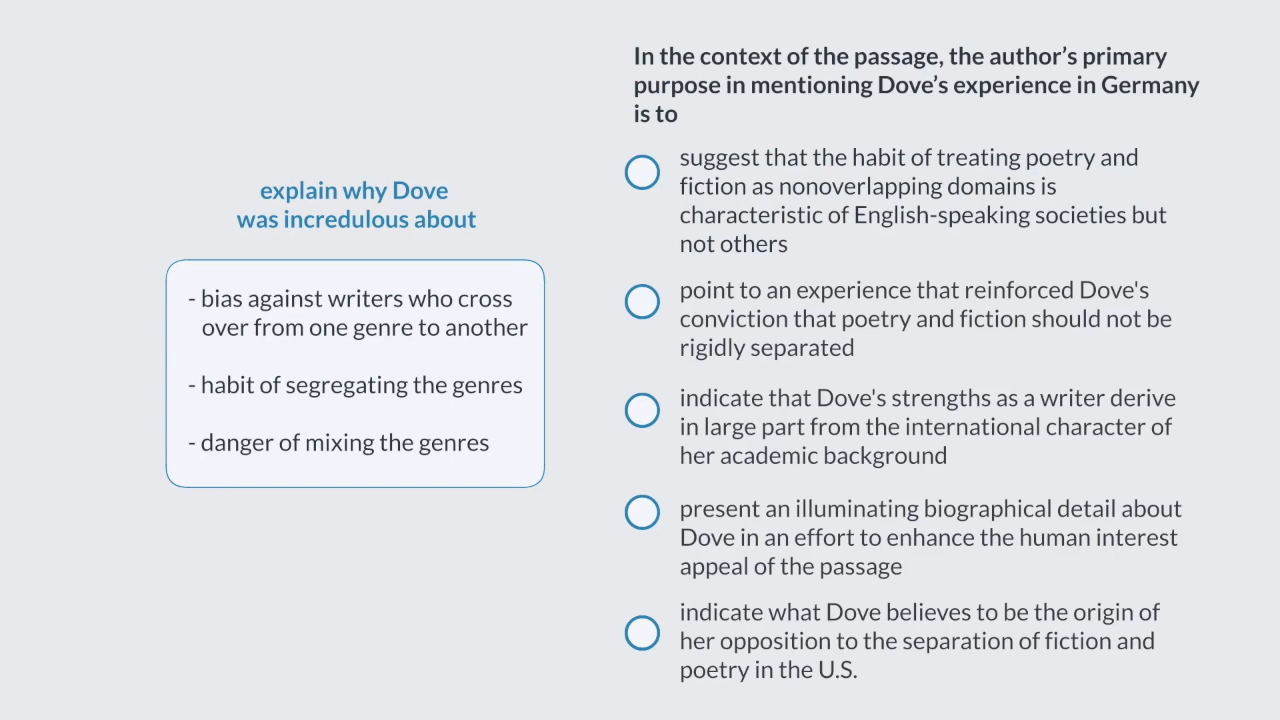 explain why Dove
was incredulous about
- bias against writers who cross
over from one genre to another
- habit of segregating the genres
- danger of mixing the genres
In the context of the passage, the author’s primary
purpose in mentioning Dove’s experience in Germany
is to
suggest that the habit of treating poetry and
fiction as nonoverlapping domains is
characteristic of English-speaking societies but
not others
point to an experience that reinforced Dove's
conviction that poetry and fiction should not be
rigidly separated
indicate that Dove's strengths as a writer derive
in large part from the international character of
her academic background
present an illuminating biographical detail about
Dove in an effort to enhance the human interest
appeal of the passage
indicate what Dove believes to be the origin of
her opposition to the separation of fiction and
poetry in the U.S.